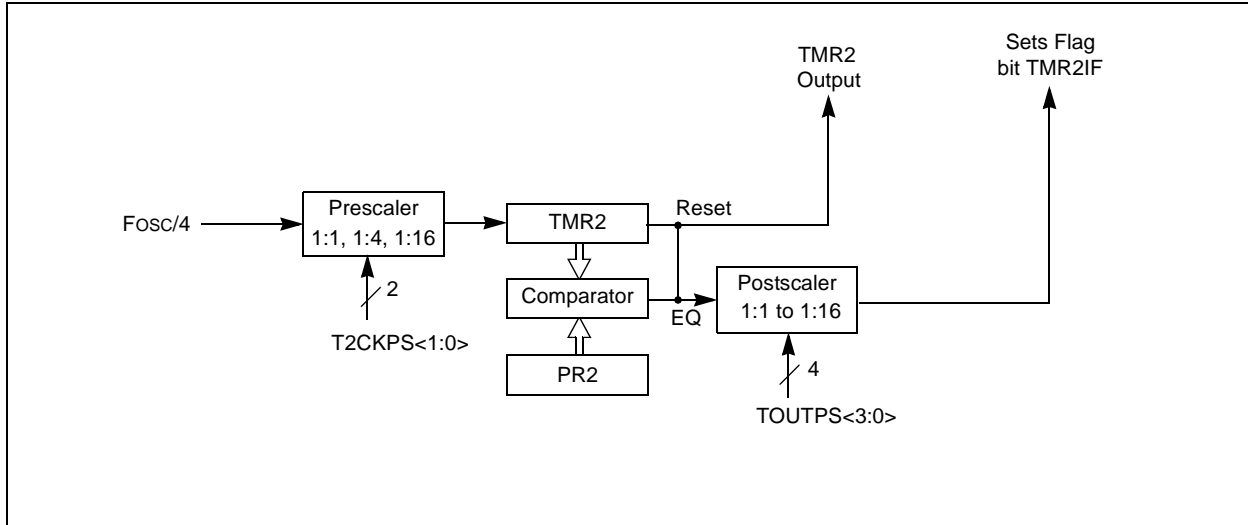 TMR2
Output
Sets Flag
bit TMR2IF
FOSC/4
Prescaler
1:1, 1:4, 1:16
2
T2CKPS<1:0>
TMR2
Reset
Comparator
EQ
PR2
Postscaler
1:1 to 1:16
4
TOUTPS<3:0>